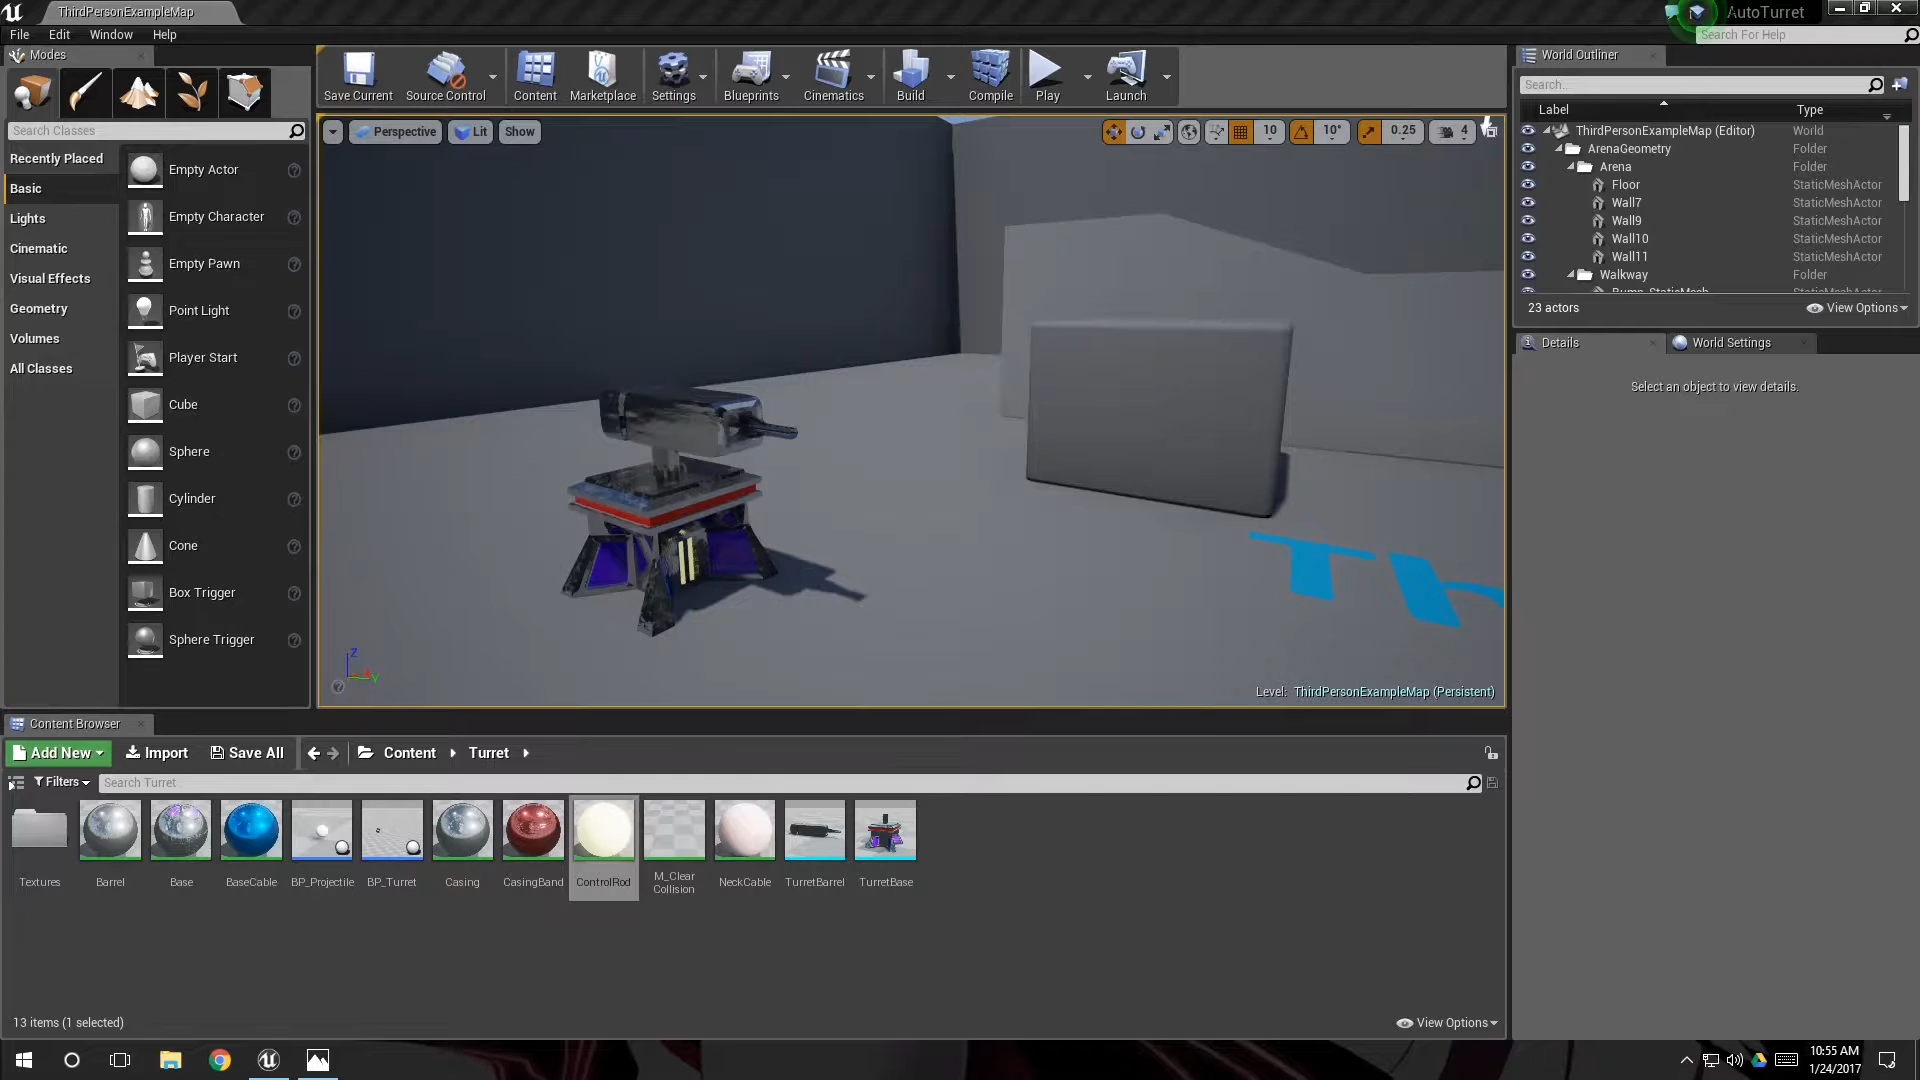 ThirdPersonExampleMap
AutoTurret
File Edit Window Help
Search For Help
Modes
Search Classes
Recently Placed
Basic
Lights
Cinematic
Visual Effects
Geometry
Volumes
All Classes
Empty Actor
Empty Character
Empty Pawn
Point Light
Player Start
Cube
Sphere
Cylinder
Cone
Box Trigger
Sphere Trigger
Save Current
Source Control
Content
Marketplace
Settings
Blueprints
Cinematics
Build
Compile
Play
Launch
Perspective
Lit
Show
10
10°
0.25
4
Th
Z
Y
Level: ThirdPersonExampleMap (Persistent)
World Outliner
Search...
Label Type
ThirdPersonExampleMap (Editor) World
ArenaGeometry Folder
Arena Folder
Floor StaticMeshActor
Wall7 StaticMeshActor
Wall9 StaticMeshActor
Wall10 StaticMeshActor
Wall11 StaticMeshActor
Walkway Folder
Bump_StaticMesh StaticMeshActor
23 actors
View Options
Details
World Settings
Select an object to view details.
Content Browser
Add New
Import
Save All
Content
Turret
Filters
Search Turret
Textures
Barrel
Base
BaseCable
BP_Projectile
BP_Turret
Casing
CasingBand
ControlRod
M_Clear
Collision
NeckCable
TurretBarrel
TurretBase
13 items (1 selected)
View Options
10:55 AM
1/24/2017